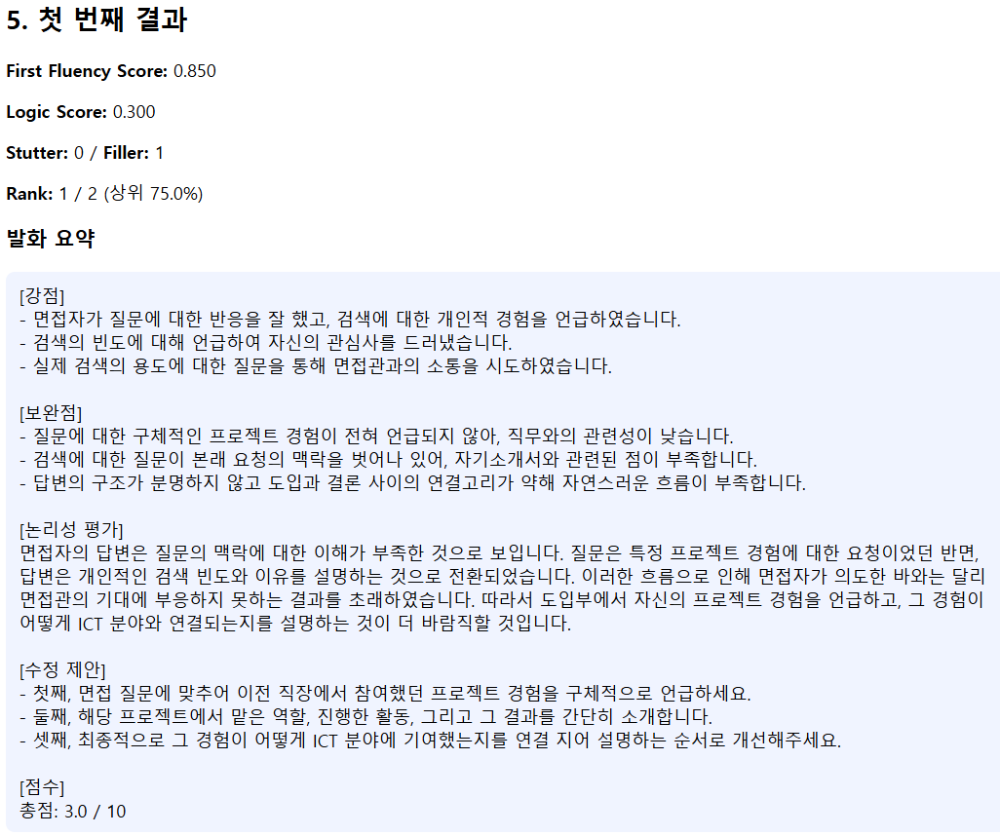 5. 첫 번째 결과
First Fluency Score: 0.850
Logic Score: 0.300
Stutter: 0 / Filler: 1
Rank: 1 / 2 (상위 75.0%)
발화 요약
[강점]
- 면접자가 질문에 대한 반응을 잘 했고, 검색에 대한 개인적 경험을 언급하였습니다.
- 검색의 빈도에 대해 언급하여 자신의 관심사를 드러냈습니다.
- 실제 검색의 용도에 대한 질문을 통해 면접관과의 소통을 시도하였습니다.
[보완점]
- 질문에 대한 구체적인 프로젝트 경험이 전혀 언급되지 않아, 직무와의 관련성이 낮습니다.
- 검색에 대한 질문이 본래 요청의 맥락을 벗어나 있어, 자기소개서와 관련된 점이 부족합니다.
- 답변의 구조가 분명하지 않고 도입과 결론 사이의 연결고리가 약해 자연스러운 흐름이 부족합니다.
[논리성 평가]
면접자의 답변은 질문의 맥락에 대한 이해가 부족한 것으로 보입니다. 질문은 특정 프로젝트 경험에 대한 요청이었던 반면,
답변은 개인적인 검색 빈도와 이유를 설명하는 것으로 전환되었습니다. 이러한 흐름으로 인해 면접자가 의도한 바와는 달리
면접관의 기대에 부응하지 못하는 결과를 초래하였습니다. 따라서 도입부에서 자신의 프로젝트 경험을 언급하고, 그 경험이
어떻게 ICT 분야와 연결되는지를 설명하는 것이 더 바람직할 것입니다.
[수정 제안]
- 첫째, 면접 질문에 맞추어 이전 직장에서 참여했던 프로젝트 경험을 구체적으로 언급하세요.
- 둘째, 해당 프로젝트에서 맡은 역할, 진행한 활동, 그리고 그 결과를 간단히 소개합니다.
- 셋째, 최종적으로 그 경험이 어떻게 ICT 분야에 기여했는지를 연결 지어 설명하는 순서로 개선해주세요.
[점수]
총점: 3.0 / 10